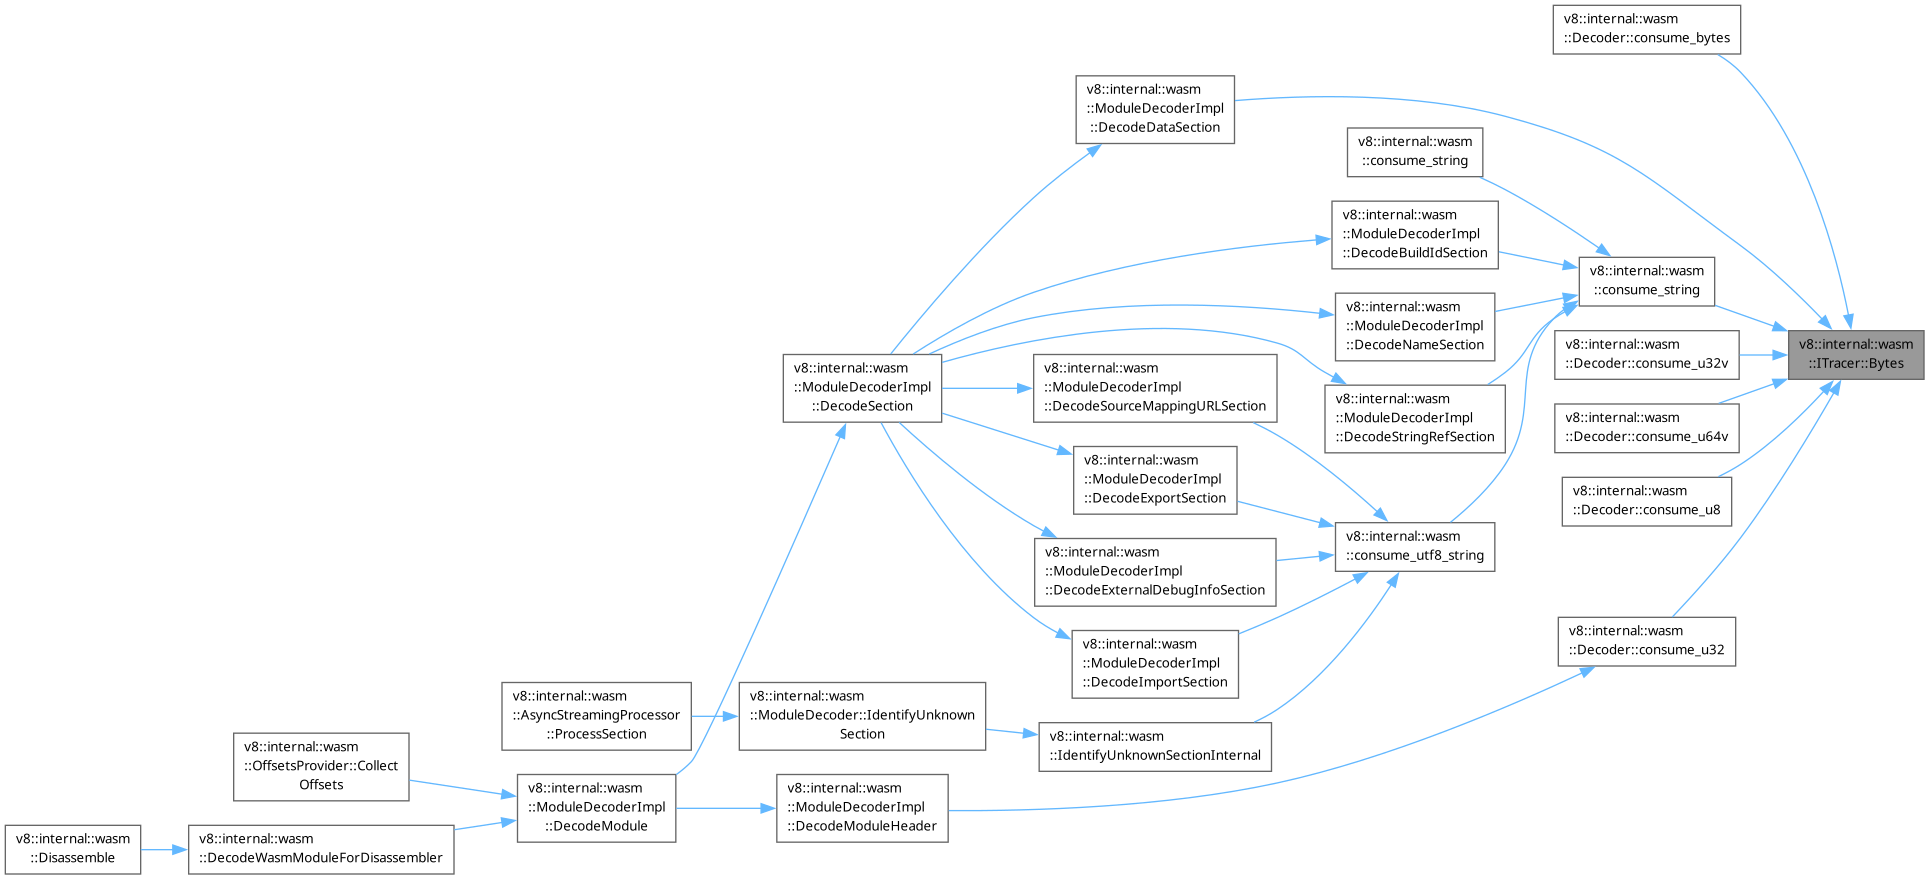 v8::internal::wasm
::Decoder::consume_bytes
v8::internal::wasm
::ModuleDecoderImpl
::DecodeDataSection
v8::internal::wasm
::consume_string
v8::internal::wasm
::ModuleDecoderImpl
::DecodeBuildIdSection
v8::internal::wasm
::consume_string
v8::internal::wasm
::ModuleDecoderImpl
::DecodeNameSection
v8::internal::wasm
::Decoder::consume_u32v
v8::internal::wasm
::ITracer::Bytes
v8::internal::wasm
::ModuleDecoderImpl
::DecodeSection
v8::internal::wasm
::ModuleDecoderImpl
::DecodeSourceMappingURLSection
v8::internal::wasm
::ModuleDecoderImpl
::DecodeStringRefSection
v8::internal::wasm
::Decoder::consume_u64v
v8::internal::wasm
::ModuleDecoderImpl
::DecodeExportSection
v8::internal::wasm
::Decoder::consume_u8
v8::internal::wasm
::consume_utf8_string
v8::internal::wasm
::ModuleDecoderImpl
::DecodeExternalDebugInfoSection
v8::internal::wasm
::Decoder::consume_u32
v8::internal::wasm
::ModuleDecoderImpl
::DecodeImportSection
v8::internal::wasm
::AsyncStreamingProcessor
::ProcessSection
v8::internal::wasm
::ModuleDecoder::IdentifyUnknown
Section
v8::internal::wasm
::IdentifyUnknownSectionInternal
v8::internal::wasm
::OffsetsProvider::Collect
Offsets
v8::internal::wasm
::ModuleDecoderImpl
::DecodeModule
v8::internal::wasm
::ModuleDecoderImpl
::DecodeModuleHeader
v8::internal::wasm
::Disassemble
v8::internal::wasm
::DecodeWasmModuleForDisassembler